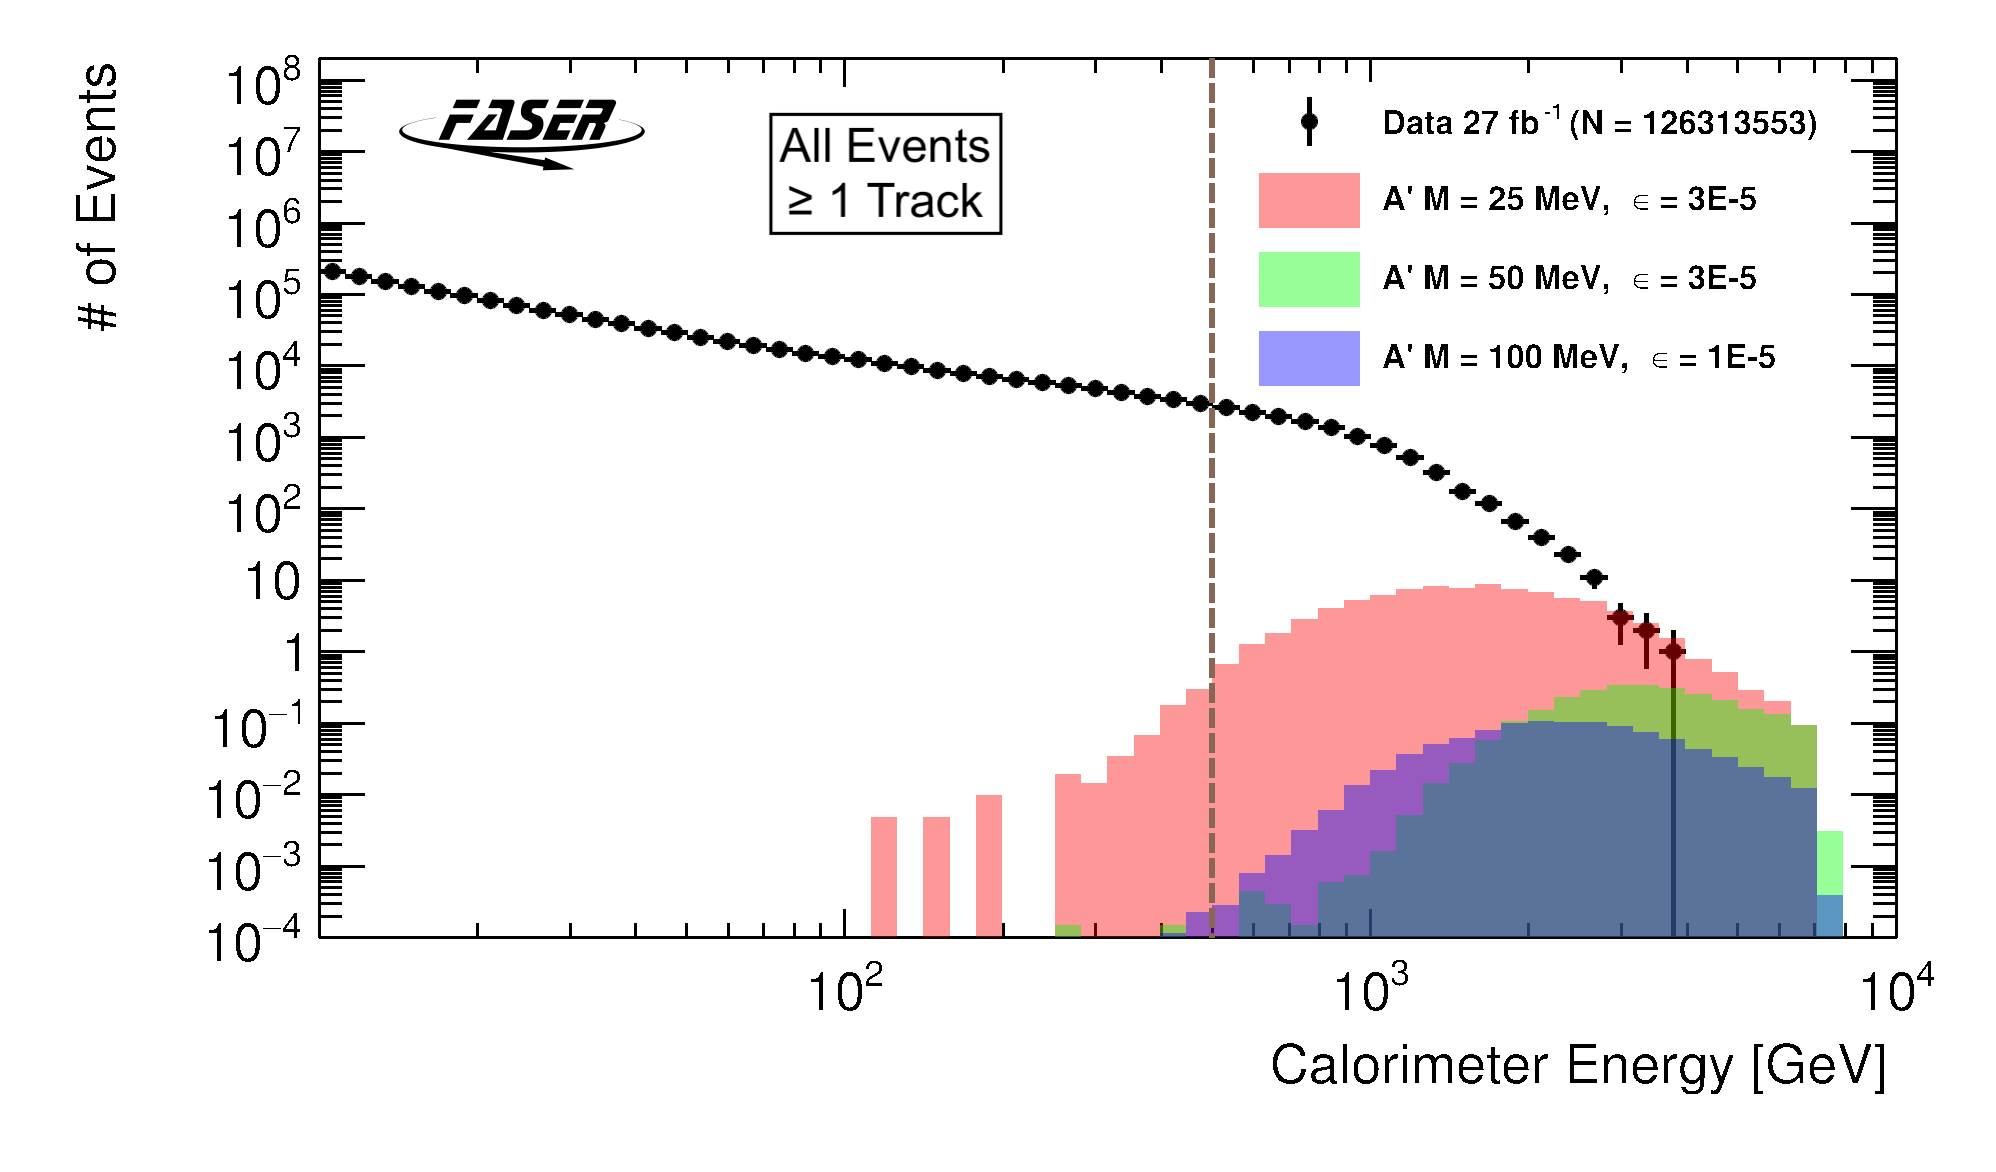 # of Events
10⁸
10⁷
10⁶
10⁵
10⁴
10³
10²
10
1
10⁻¹
10⁻²
10⁻³
10⁻⁴
FASER
All Events
≥ 1 Track
Data 27 fb⁻¹ (N = 126313553)
A' M = 25 MeV, ϵ = 3E-5
A' M = 50 MeV, ϵ = 3E-5
A' M = 100 MeV, ϵ = 1E-5
10² 10³ 10⁴
Calorimeter Energy [GeV]